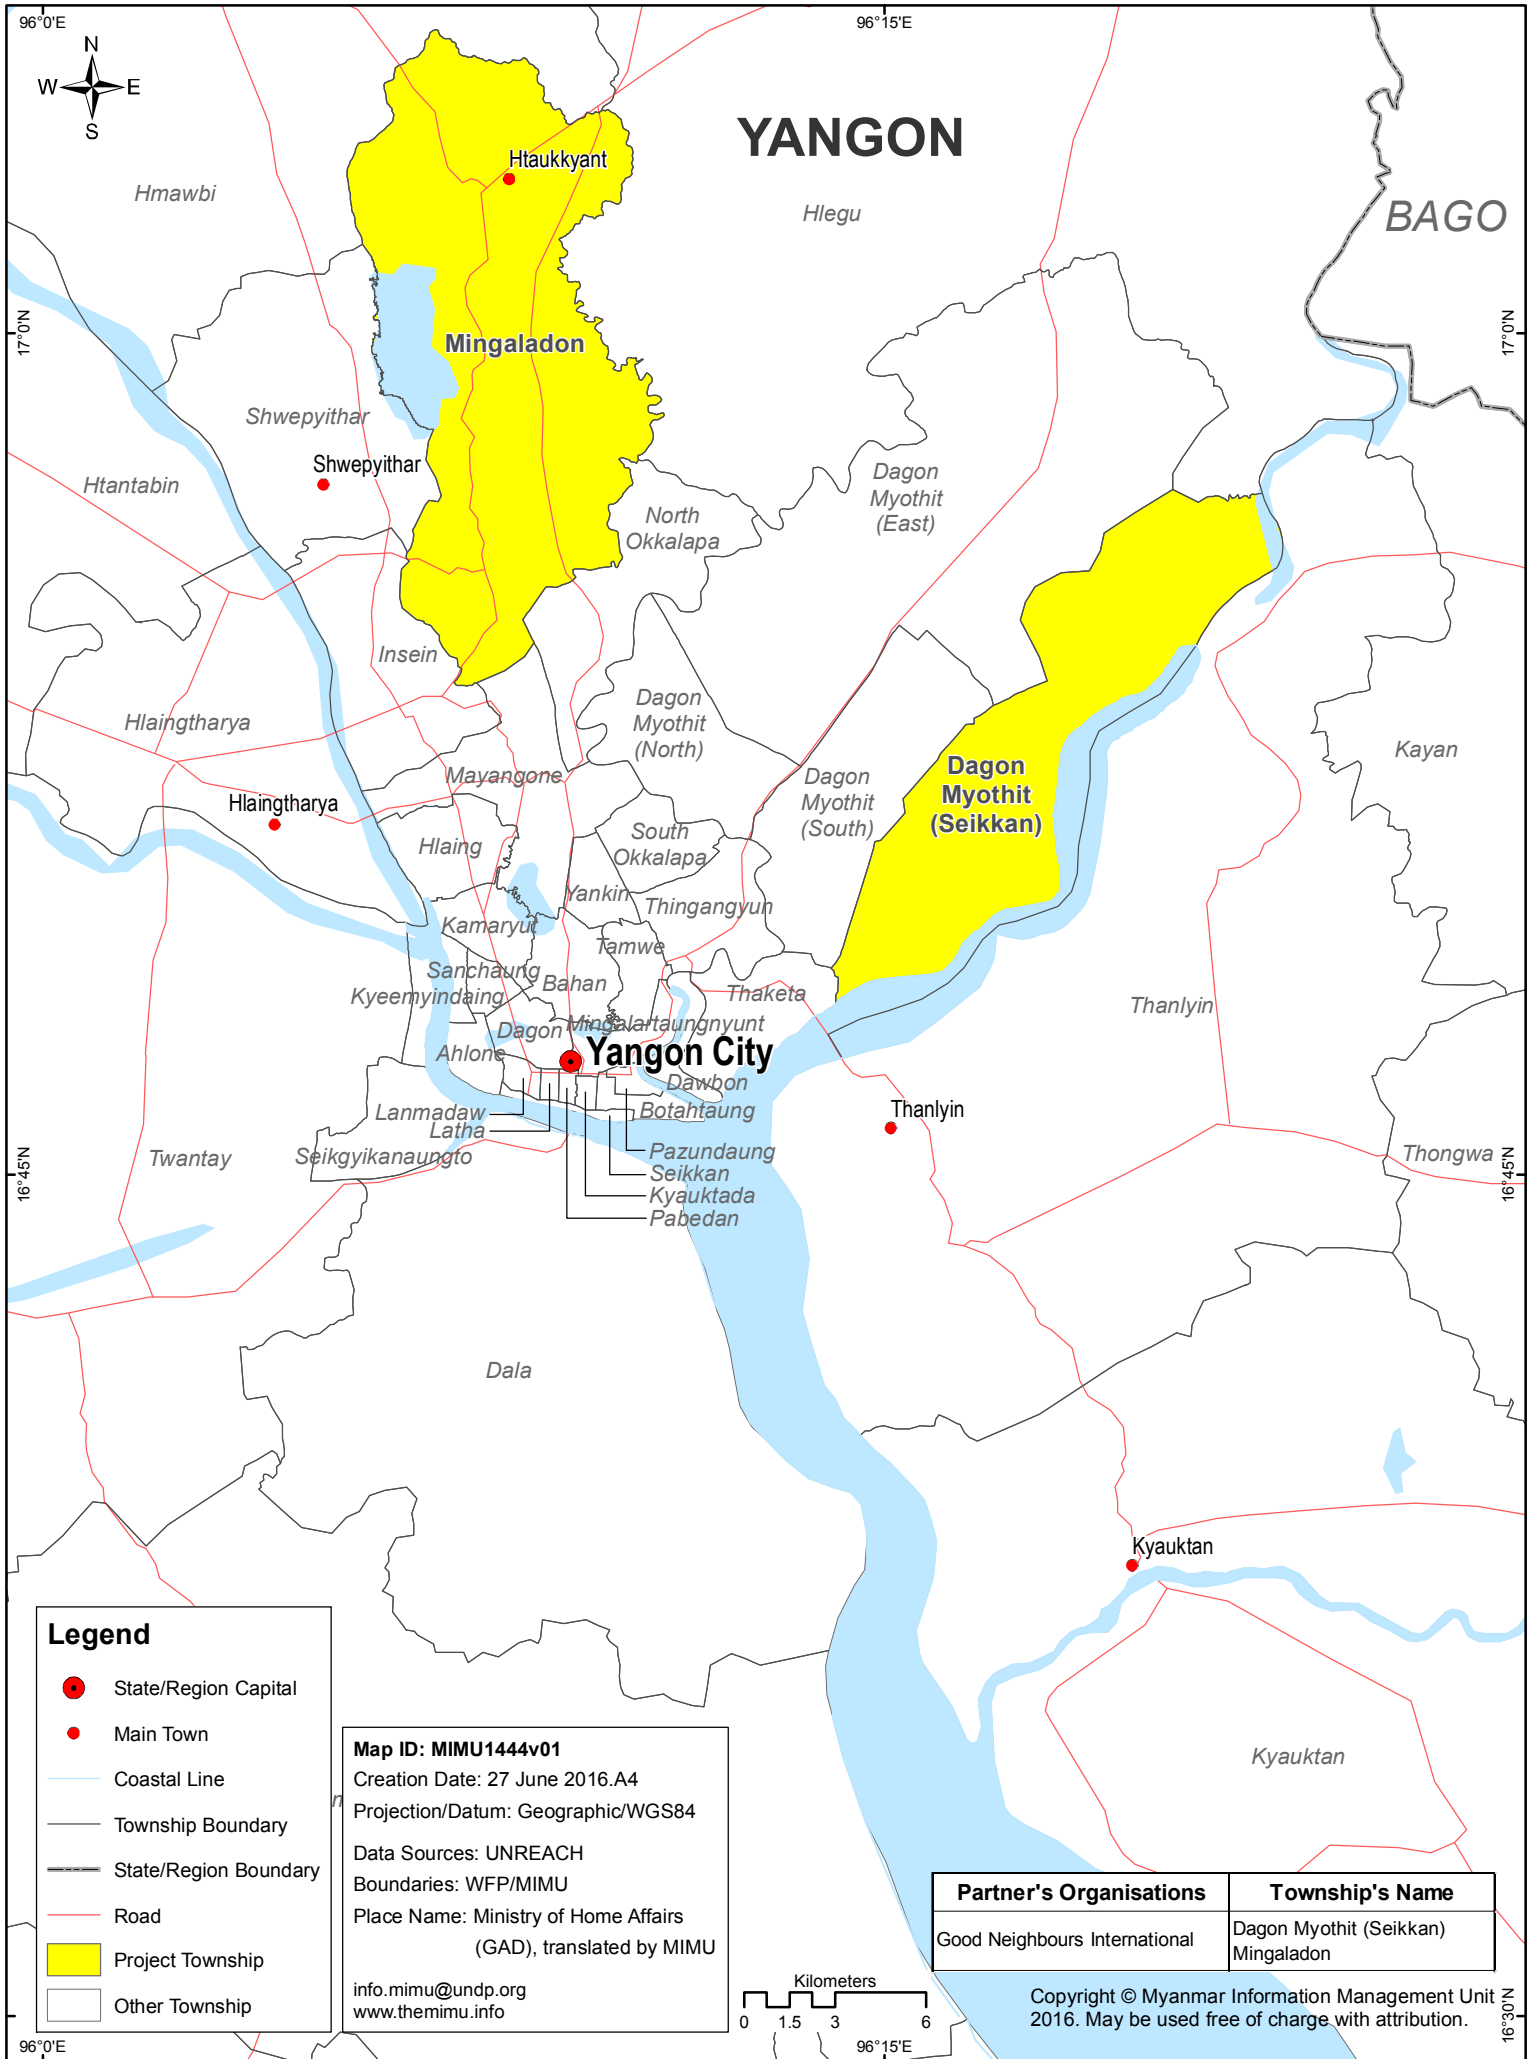 96°0'E
96°15'E
N
W
E
S
YANGON
Htaukkyant
Hmawbi
Hlegu
BAGO
17°0'N
17°0'N
Mingaladon
Shwepyithar
Shwepyithar
Htantabin
Dagon
Myothit
(East)
North
Okkalapa
Insein
Dagon
Myothit
(North)
Hlaingtharya
Kayan
Dagon
Myothit
(Seikkan)
Mayangone
Dagon
Myothit
(South)
Hlaingtharya
Hlaing
South
Okkalapa
Yankin
Thingangyun
Kamaryut
Tamwe
Sanchaung
Bahan
Kyeemyindaing
Thaketa
Thanlyin
Dagon
Mingalartaungnyunt
Ahlone
Yangon City
Dawbon
Lanmadaw
Botahtaung
Latha
Thanlyin
Twantay
Seikgyikanaungto
Pazundaung
Thongwa
Seikkan
Kyauktada
Pabedan
16°45'N
16°45'N
Dala
Kyauktan
Kyauktan
Legend
State/Region Capital
Main Town
Coastal Line
Township Boundary
State/Region Boundary
Road
Project Township
Other Township
Map ID: MIMU1444v01
Creation Date: 27 June 2016.A4
Projection/Datum: Geographic/WGS84
Data Sources: UNREACH
Boundaries: WFP/MIMU
Place Name: Ministry of Home Affairs
(GAD), translated by MIMU
info.mimu@undp.org
www.themimu.info
Kilometers
0 1.5 3 6
Partner's Organisations Township's Name
Good Neighbours International Dagon Myothit (Seikkan)
Mingaladon
Copyright © Myanmar Information Management Unit
2016. May be used free of charge with attribution.
16°30'N
96°0'E
96°15'E